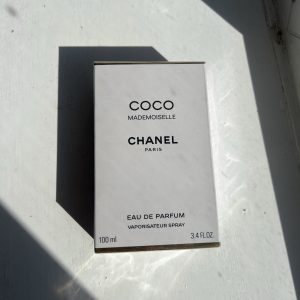 COCO
MADEMOISELLE
CHANEL
PARIS
EAU DE PARFUM
VAPORISATEUR SPRAY
100 ml 3.4 FL.OZ.